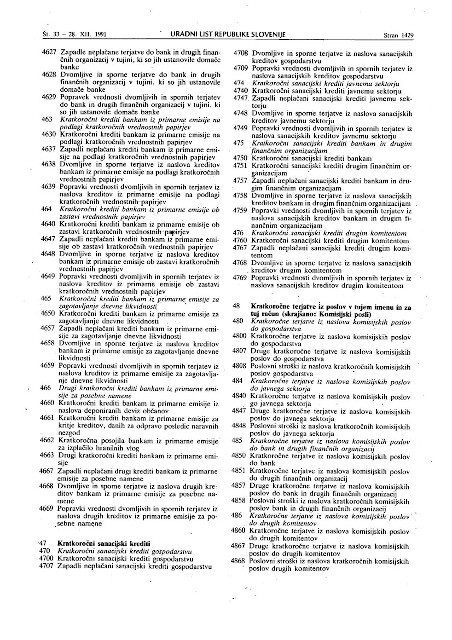 Št. 33 – 28. XII. 1991
URADNI LIST REPUBLIKE SLOVENIJE
Stran 1429
4627 Zapadle neplačane terjatve do bank in drugih finan-
čnih organizacij v tujini, ki so jih ustanovile domače
banke
4628 Dvomljive in sporne terjatve do bank in drugih
finančnih organizacij v tujini, ki so jih ustanovile
domače banke
4629 Popravek vrednosti dvomljivih in spornih terjatev
do bank in drugih finančnih organizacij v tujini, ki
so jih ustanovile domače banke
463 Kratkoročni krediti bankam iz primarne emisije na
podlagi kratkoročnih vrednostnih papirjev
4630 Kratkoročni krediti bankam iz primarne emisije na
podlagi kratkoročnih vrednostnih papirjev
4637 Zapadli neplačani krediti bankam iz primarne emi-
sije na podlagi kratkoročnih vrednostnih papirjev
4638 Dvomljive in sporne terjatve iz naslova kreditov
bankam iz primarne emisije na podlagi kratkoročnih
vrednostnih papirjev
4639 Popravki vrednosti dvomljivih in spornih terjatev iz
naslova kreditov iz primarne emisije na podlagi
kratkoročnih vrednostnih papirjev
464 Kratkoročni krediti bankam iz primarne emisije ob
zastavi vrednostnih papirjev
4640 Kratkoročni krediti bankam iz primarne emisije ob
zastavi kratkoročnih vrednostnih papirjev
4647 Zapadli neplačani krediti bankam iz primarne emi-
sije ob zastavi kratkoročnih vrednostnih papirjev
4648 Dvomljive in sporne terjatve iz naslova kreditov
bankam iz primarne emisije ob zastavi kratkoročnih
vrednostnih papirjev
4649 Popravki vrednosti dvomljivih in spornih terjatev iz
naslova kreditov iz primarne emisije ob zastavi
kratkoročnih vrednostnih papirjev
465 Kratkoročni krediti bankam iz primarne emisije za
zagotavljanje dnevne likvidnosti
4650 Kratkoročni krediti bankam iz primarne emisije za
zagotavljanje dnevne likvidnosti
4657 Zapadli neplačani krediti bankam iz primarne emi-
sije za zagotavljanje dnevne likvidnosti
4658 Dvomljive in sporne terjatve iz naslova kreditov
bankam iz primarne emisije za zagotavljanje dnevne
likvidnosti
4659 Popravki vrednosti dvomljivih in spornih terjatev iz
naslova kreditov iz primarne emisije za zagotavlja-
nje dnevne likvidnosti
466 Drugi kratkoročni krediti bankam iz primarne emi-
sije za posebne namene
4660 Kratkoročni krediti bankam iz primarne emisije iz
naslova deponiranih deviz občanov
4661 Kratkoročni krediti bankam iz primarne emisije za
kritje kreditov, danih za odpravo posledic naravnih
nezgod
4662 Kratkoročna posojila bankam iz primarne emisije
za izplačilo hranilnih vlog
4663 Drugi kratkoročni krediti bankam iz primarne emi-
sije
4667 Zapadli neplačani drugi krediti bankam iz primarne
emisije za posebne namene
4668 Dvomljive in sporne terjatve iz naslova drugih kre-
ditov bankam iz primarne emisije za posebne na-
mene
4669 Popravki vrednosti dvomljivih in spornih terjatev iz
naslova drugih kreditov iz primarne emisije za po-
sebne namene
47 Kratkoročni sanacijski krediti
470 Kratkoročni sanacijski krediti gospodarstvu
4700 Kratkoročni sanacijski krediti gospodarstvu
4707 Zapadli neplačani sanacijski krediti gospodarstvu
4708 Dvomljive in sporne terjatve iz naslova sanacijskih
kreditov gospodarstvu
4709 Popravki vrednosti dvomljivih in spornih terjatev iz
naslova sanacijskih kreditov gospodarstvu
474 Kratkoročni sanacijski krediti javnemu sektorju
4740 Kratkoročni sanacijski krediti javnemu sektorju
4747 Zapadli neplačani sanacijski krediti javnemu sek-
torju
4748 Dvomljive in sporne terjatve iz naslova sanacijskih
kreditov javnemu sektorju
4749 Popravki vrednosti dvomljivih in spornih terjatev iz
naslova sanacijskih kreditov javnemu sektorju
475 Kratkoročni sanacijski krediti bankam in drugim
finančnim organizacijam
4750 Kratkoročni sanacijski krediti bankam
4751 Kratkoročni sanacijski krediti drugim finančnim or-
ganizacijam
4757 Zapadli neplačani sanacijski krediti bankam in dru-
gim finančnim organizacijam
4758 Dvomljive in sporne terjatve iz naslova sanacijskih
kreditov bankam in drugim finančnim organizacijam
4759 Popravki vrednosti dvomljivih in spornih terjatev iz
naslova sanacijskih kreditov bankam in drugim fi-
nančnim organizacijam
476 Kratkoročni sanacijski krediti drugim komitentom
4760 Kratkoročni sanacijski krediti drugim komitentom
4767 Zapadli neplačani sanacijski krediti drugim komi-
tentom
4768 Dvomljive in sporne terjatve iz naslova sanacijskih
kreditov drugim komitentom
4769 Popravki vrednosti dvomljivih in spornih terjatev iz
naslova sanacijskih kreditov drugim komitentom
48 Kratkoročne terjatve iz poslov v tujem imenu in za
tuj račun (skrajšano: Komisijski posli)
480 Kratkoročne terjatve iz naslova komisijskih poslov
do gospodarstva
4800 Kratkoročne terjatve iz naslova komisijskih poslov
do gospodarstva
4807 Druge kratkoročne terjatve iz naslova komisijskih
poslov do gospodarstva
4808 Poslovni stroški iz naslova kratkoročnih komisijskih
poslov gospodarstva
484 Kratkoročne terjatve iz naslova komisijskih poslov
do javnega sektorja
4840 Kratkoročne terjatve iz naslova komisijskih poslov
do javnega sektorja
4847 Druge kratkoročne terjatve iz naslova komisijskih
poslov do javnega sektorja
4848 Poslovni stroški iz naslova kratkoročnih komisijskih
poslov do javnega sektorja
485 Kratkoročne terjatve iz naslova komisijskih poslov
do bank in drugih finančnih organizacij
4850 Kratkoročne terjatve iz naslova komisijskih poslov
do bank
4851 Kratkoročne terjatve iz naslova komisijskih poslov
do drugih finančnih organizacij
4857 Druge kratkoročne terjatve iz naslova komisijskih
poslov do bank in drugih finančnih organizacij
4858 Poslovni stroški iz naslova kratkoročnih komisijskih
poslov bank in drugih finančnih organizacij
486 Kratkoročne terjatve iz naslova komisijskih poslov
do drugih komitentov
4860 Kratkoročne terjatve iz naslova komisijskih poslov
do drugih komitentov
4867 Druge kratkoročne terjatve iz naslova komisijskih
poslov do drugih komitentov
4868 Poslovni stroški iz naslova kratkoročnih komisijskih
poslov drugih komitentov